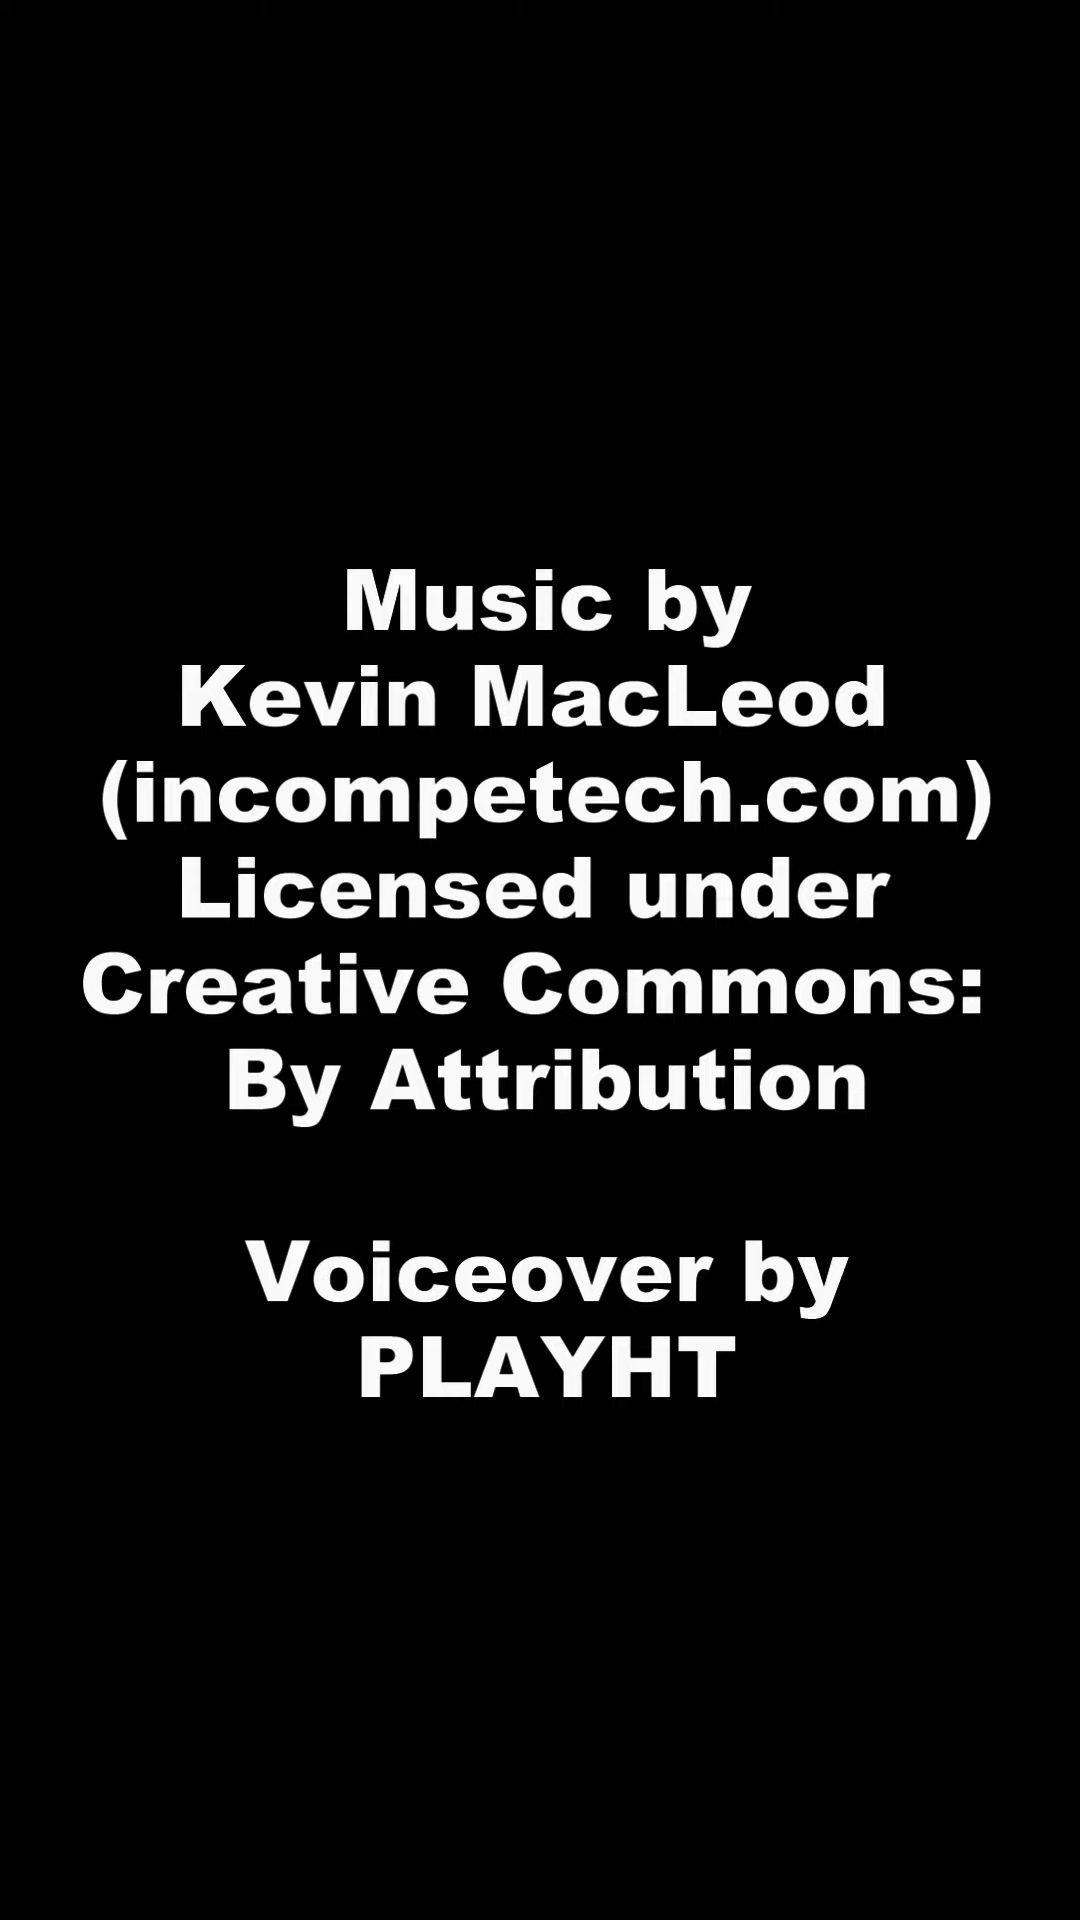 Music by
Kevin MacLeod
(incompetech.com)
Licensed under
Creative Commons:
By Attribution
Voiceover by
PLAYHT